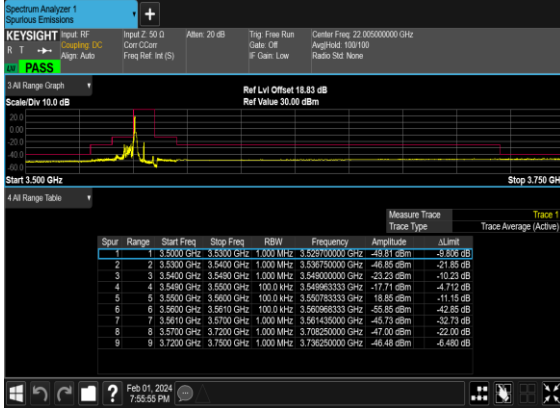 Spectrum Analyzer 1
Spurious Emissions
+
KEYSIGHT Input: RF Input Z: 50 Ω Atten: 20 dB Trig: Free Run Center Freq: 22.005000000 GHz
R T Coupling: DC Corr CCorr Gate: Off Avg|Hold: 100/100
Align: Auto Freq Ref: Int (S) IF Gain: Low Radio Std: None
PASS
3 All Range Graph
Ref Lvl Offset 18.83 dB
Scale/Div 10.0 dB Ref Value 30.00 dBm
20.0
0.00
-20.0
-40.0
-60.0
Start 3.500 GHz Stop 3.750 GH
4 All Range Table
Measure Trace Trace 1
Trace Type Trace Average (Active)
Spur Range Start Freq Stop Freq RBW Frequency Amplitude ΔLimit
1 1 3.5000 GHz 3.5300 GHz 1.000 MHz 3.529700000 GHz -49.81 dBm -9.806 dB
2 2 3.5300 GHz 3.5400 GHz 1.000 MHz 3.536750000 GHz -46.85 dBm -21.85 dB
3 3 3.5400 GHz 3.5490 GHz 1.000 MHz 3.549000000 GHz -23.23 dBm -10.23 dB
4 4 3.5490 GHz 3.5500 GHz 100.0 kHz 3.549963333 GHz -17.71 dBm -4.712 dB
5 5 3.5500 GHz 3.5600 GHz 100.0 kHz 3.550783333 GHz 18.85 dBm -11.15 dB
6 6 3.5600 GHz 3.5610 GHz 100.0 kHz 3.560968333 GHz -55.85 dBm -42.85 dB
7 7 3.5610 GHz 3.5700 GHz 1.000 MHz 3.561435000 GHz -45.73 dBm -32.73 dB
8 8 3.5700 GHz 3.7200 GHz 1.000 MHz 3.708250000 GHz -47.00 dBm -22.00 dB
9 9 3.7200 GHz 3.7500 GHz 1.000 MHz 3.736250000 GHz -46.48 dBm -6.480 dB
? Feb 01, 2024
7:55:55 PM